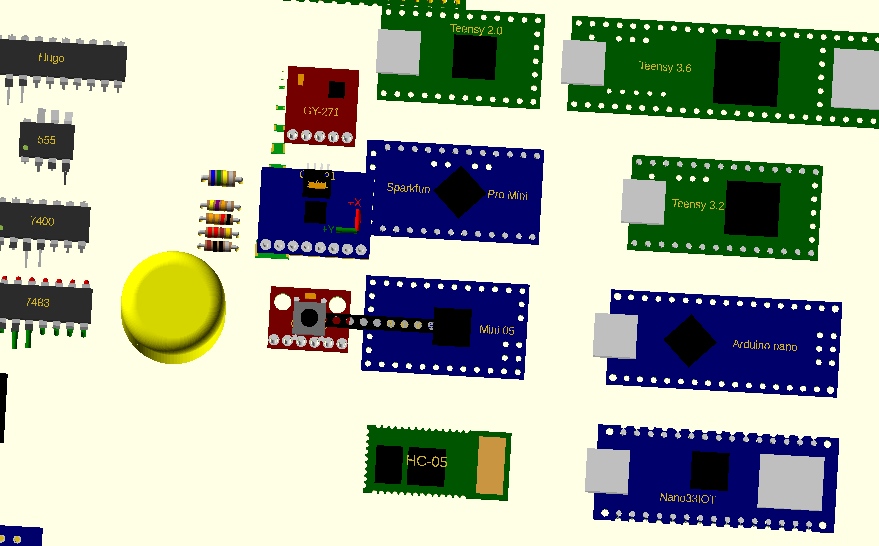 Teensy 2.0
flugo
Teensy 3.6
GY-271
555
Sparkfun
Pro Mini
+X
+Y
Teensy 3.2
7400
7483
Mini 05
Arduino nano
HC-05
Nano33IOT